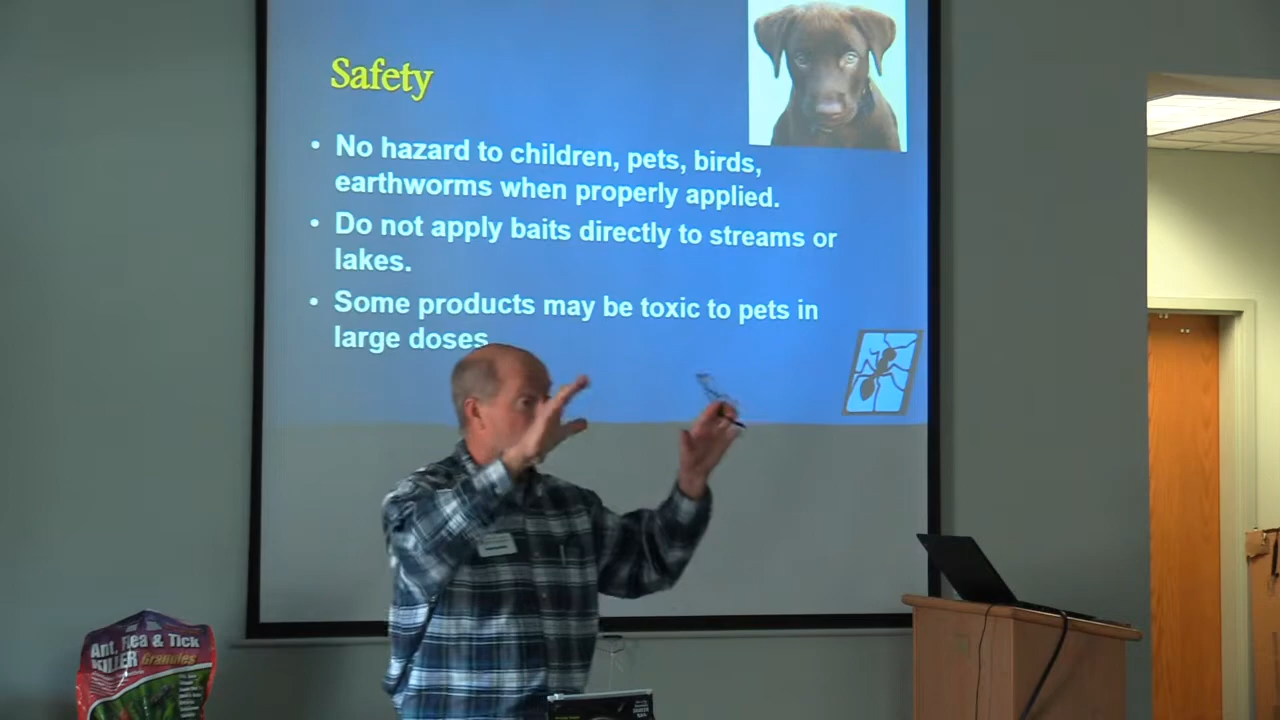 Safety
• No hazard to children, pets, birds,
earthworms when properly applied.
• Do not apply baits directly to streams or
lakes.
• Some products may be toxic to pets in
large doses
Ant, Flea & Tick
KILLER Granules